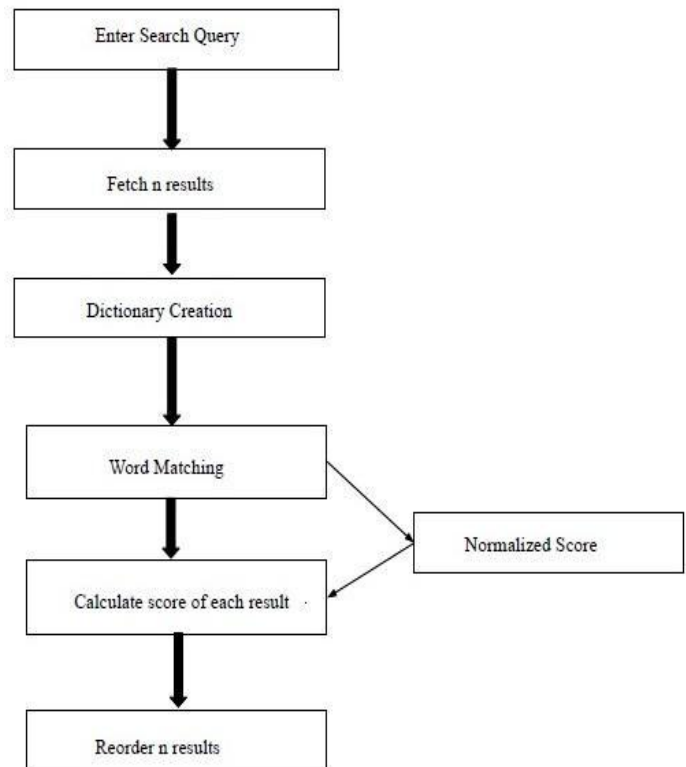 Enter Search Query
Fetch n results
Dictionary Creation
Word Matching
Normalized Score
Calculate score of each result
Reorder n results